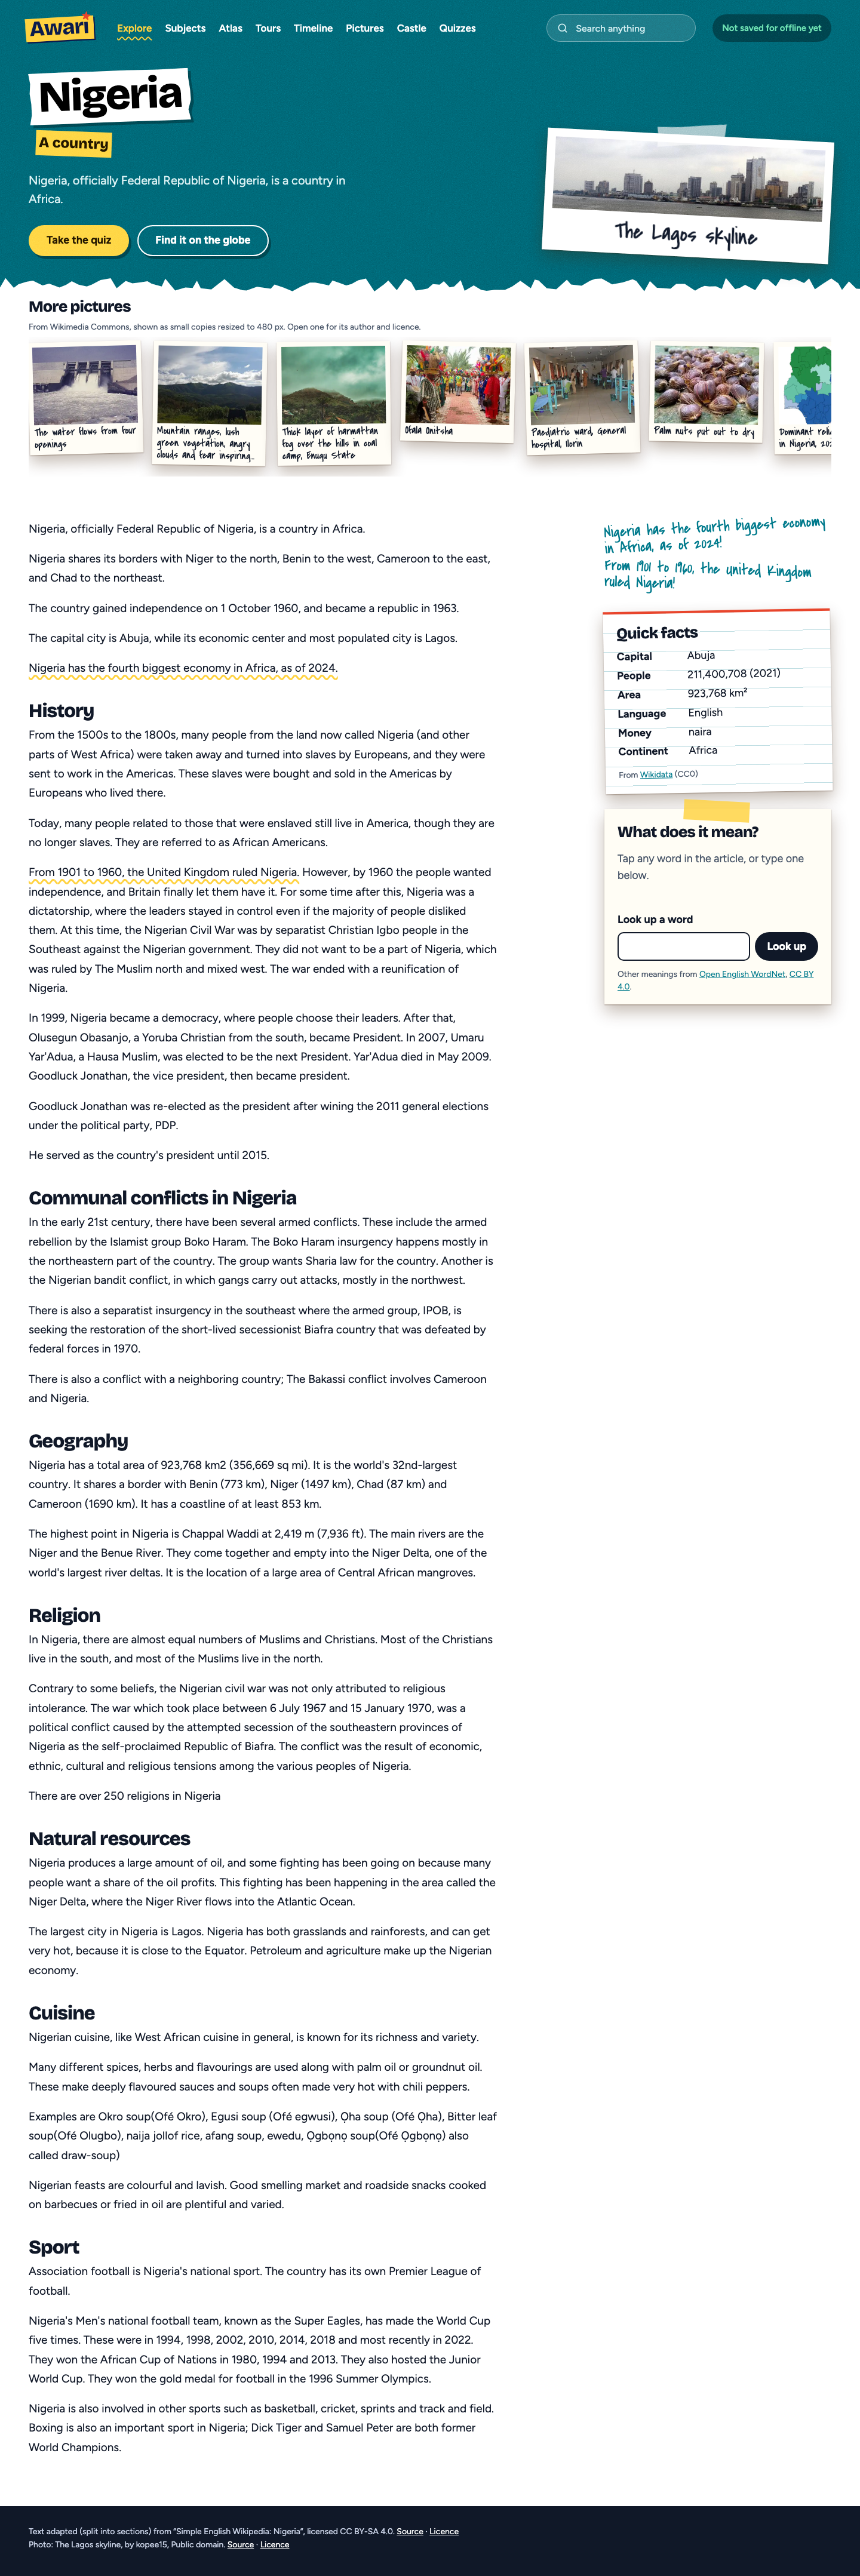 Awari
Explore
Subjects
Atlas
Tours
Timeline
Pictures
Castle
Quizzes
Search anything
Not saved for offline yet
Nigeria
A country
Nigeria, officially Federal Republic of Nigeria, is a country in
Africa.
Take the quiz
Find it on the globe
The Lagos skyline
More pictures
From Wikimedia Commons, shown as small copies resized to 480 px. Open one for its author and licence.
The water flows from four
openings
Mountain ranges, lush
green vegetation, angry
clouds and fear inspiring…
Thick layer of harmattan
fog over the hills in coal
camp, Enugu State
Ofala Onitsha
Paediatric ward, General
hospital, Ilorin
Palm nuts put out to dry
Dominant
in Nigeria,
Nigeria, officially Federal Republic of Nigeria, is a country in Africa.
Nigeria shares its borders with Niger to the north, Benin to the west, Cameroon to the east,
and Chad to the northeast.
The country gained independence on 1 October 1960, and became a republic in 1963.
The capital city is Abuja, while its economic center and most populated city is Lagos.
Nigeria has the fourth biggest economy in Africa, as of 2024.
History
From the 1500s to the 1800s, many people from the land now called Nigeria (and other
parts of West Africa) were taken away and turned into slaves by Europeans, and they were
sent to work in the Americas. These slaves were bought and sold in the Americas by
Europeans who lived there.
Today, many people related to those that were enslaved still live in America, though they are
no longer slaves. They are referred to as African Americans.
From 1901 to 1960, the United Kingdom ruled Nigeria. However, by 1960 the people wanted
independence, and Britain finally let them have it. For some time after this, Nigeria was a
dictatorship, where the leaders stayed in control even if the majority of people disliked
them. At this time, the Nigerian Civil War was by separatist Christian Igbo people in the
Southeast against the Nigerian government. They did not want to be a part of Nigeria, which
was ruled by The Muslim north and mixed west. The war ended with a reunification of
Nigeria.
In 1999, Nigeria became a democracy, where people choose their leaders. After that,
Olusegun Obasanjo, a Yoruba Christian from the south, became President. In 2007, Umaru
Yar'Adua, a Hausa Muslim, was elected to be the next President. Yar'Adua died in May 2009.
Goodluck Jonathan, the vice president, then became president.
Goodluck Jonathan was re-elected as the president after wining the 2011 general elections
under the political party, PDP.
He served as the country's president until 2015.
Communal conflicts in Nigeria
In the early 21st century, there have been several armed conflicts. These include the armed
rebellion by the Islamist group Boko Haram. The Boko Haram insurgency happens mostly in
the northeastern part of the country. The group wants Sharia law for the country. Another is
the Nigerian bandit conflict, in which gangs carry out attacks, mostly in the northwest.
There is also a separatist insurgency in the southeast where the armed group, IPOB, is
seeking the restoration of the short-lived secessionist Biafra country that was defeated by
federal forces in 1970.
There is also a conflict with a neighboring country; The Bakassi conflict involves Cameroon
and Nigeria.
Geography
Nigeria has a total area of 923,768 km2 (356,669 sq mi). It is the world's 32nd-largest
country. It shares a border with Benin (773 km), Niger (1497 km), Chad (87 km) and
Cameroon (1690 km). It has a coastline of at least 853 km.
The highest point in Nigeria is Chappal Waddi at 2,419 m (7,936 ft). The main rivers are the
Niger and the Benue River. They come together and empty into the Niger Delta, one of the
world's largest river deltas. It is the location of a large area of Central African mangroves.
Religion
In Nigeria, there are almost equal numbers of Muslims and Christians. Most of the Christians
live in the south, and most of the Muslims live in the north.
Contrary to some beliefs, the Nigerian civil war was not only attributed to religious
intolerance. The war which took place between 6 July 1967 and 15 January 1970, was a
political conflict caused by the attempted secession of the southeastern provinces of
Nigeria as the self-proclaimed Republic of Biafra. The conflict was the result of economic,
ethnic, cultural and religious tensions among the various peoples of Nigeria.
There are over 250 religions in Nigeria
Natural resources
Nigeria produces a large amount of oil, and some fighting has been going on because many
people want a share of the oil profits. This fighting has been happening in the area called the
Niger Delta, where the Niger River flows into the Atlantic Ocean.
The largest city in Nigeria is Lagos. Nigeria has both grasslands and rainforests, and can get
very hot, because it is close to the Equator. Petroleum and agriculture make up the Nigerian
economy.
Cuisine
Nigerian cuisine, like West African cuisine in general, is known for its richness and variety.
Many different spices, herbs and flavourings are used along with palm oil or groundnut oil.
These make deeply flavoured sauces and soups often made very hot with chili peppers.
Examples are Okro soup(Ofé Okro), Egusi soup (Ofé egwusi), Ọha soup (Ofé Ọha), Bitter leaf
soup(Ofé Olugbo), naija jollof rice, afang soup, ewedu, Ọgbọnọ soup(Ofé Ọgbọnọ) also
called draw-soup)
Nigerian feasts are colourful and lavish. Good smelling market and roadside snacks cooked
on barbecues or fried in oil are plentiful and varied.
Sport
Association football is Nigeria's national sport. The country has its own Premier League of
football.
Nigeria's Men's national football team, known as the Super Eagles, has made the World Cup
five times. These were in 1994, 1998, 2002, 2010, 2014, 2018 and most recently in 2022.
They won the African Cup of Nations in 1980, 1994 and 2013. They also hosted the Junior
World Cup. They won the gold medal for football in the 1996 Summer Olympics.
Nigeria is also involved in other sports such as basketball, cricket, sprints and track and field.
Boxing is also an important sport in Nigeria; Dick Tiger and Samuel Peter are both former
World Champions.
Nigeria has the fourth biggest economy
in Africa, as of 2024!
From 1901 to 1960, the United Kingdom
ruled Nigeria!
Quick facts
Capital Abuja
People 211,400,708 (2021)
Area 923,768 km²
Language English
Money naira
Continent Africa
From Wikidata (CC0)
What does it mean?
Tap any word in the article, or type one
below.
Look up a word
Look up
Other meanings from Open English WordNet, CC BY
4.0.
Text adapted (split into sections) from “Simple English Wikipedia: Nigeria”, licensed CC BY-SA 4.0. Source · Licence
Photo: The Lagos skyline, by kopee15, Public domain. Source · Licence